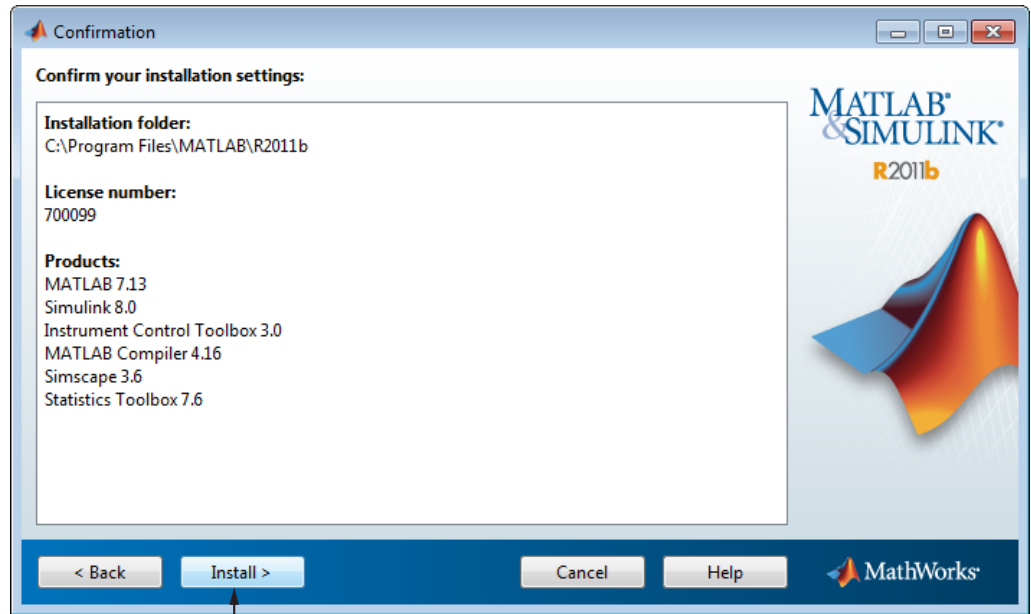 Confirmation
Confirm your installation settings:
Installation folder:
C:\Program Files\MATLAB\R2011b
License number:
700099
Products:
MATLAB 7.13
Simulink 8.0
Instrument Control Toolbox 3.0
MATLAB Compiler 4.16
Simscape 3.6
Statistics Toolbox 7.6
MATLAB®
&SIMULINK®
R2011b
< Back
Install >
Cancel
Help
MathWorks®